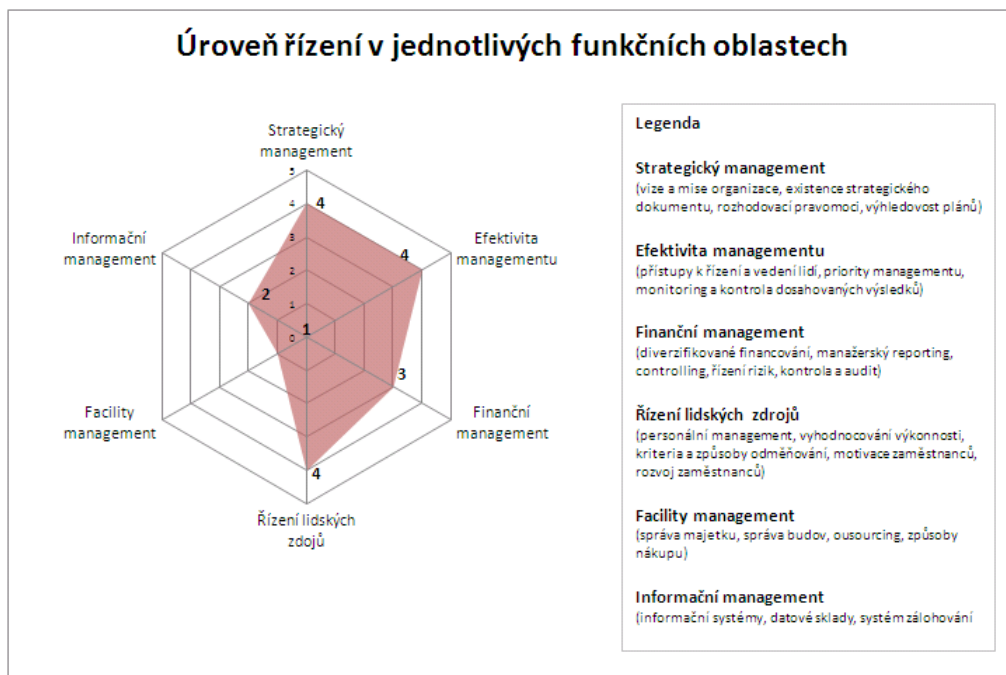 Úroveň řízení v jednotlivých funkčních oblastech
Strategický
management
5
4
4
3
2
1
0
Informační
management
Efektivita
managementu
4
2
1
3
Facility
management
Finanční
management
4
Řízení lidských
zdojů
Legenda
Strategický management
(vize a mise organizace, existence strategického
dokumentu, rozhodovací pravomoci, výhledovost plánů)
Efektivita managementu
(přístupy k řízení a vedení lidí, priority managementu,
monitoring a kontrola dosahovaných výsledků)
Finanční management
(diverzifikované financování, manažerský reporting,
controlling, řízení rizik, kontrola a audit)
Řízení lidských zdrojů
(personální management, vyhodnocování výkonnosti,
kriteria a způsoby odměňování, motivace zaměstnanců,
rozvoj zaměstnanců)
Facility management
(správa majetku, správa budov, ousourcing, způsoby
nákupu)
Informační management
(informační systémy, datové sklady, systém zálohování